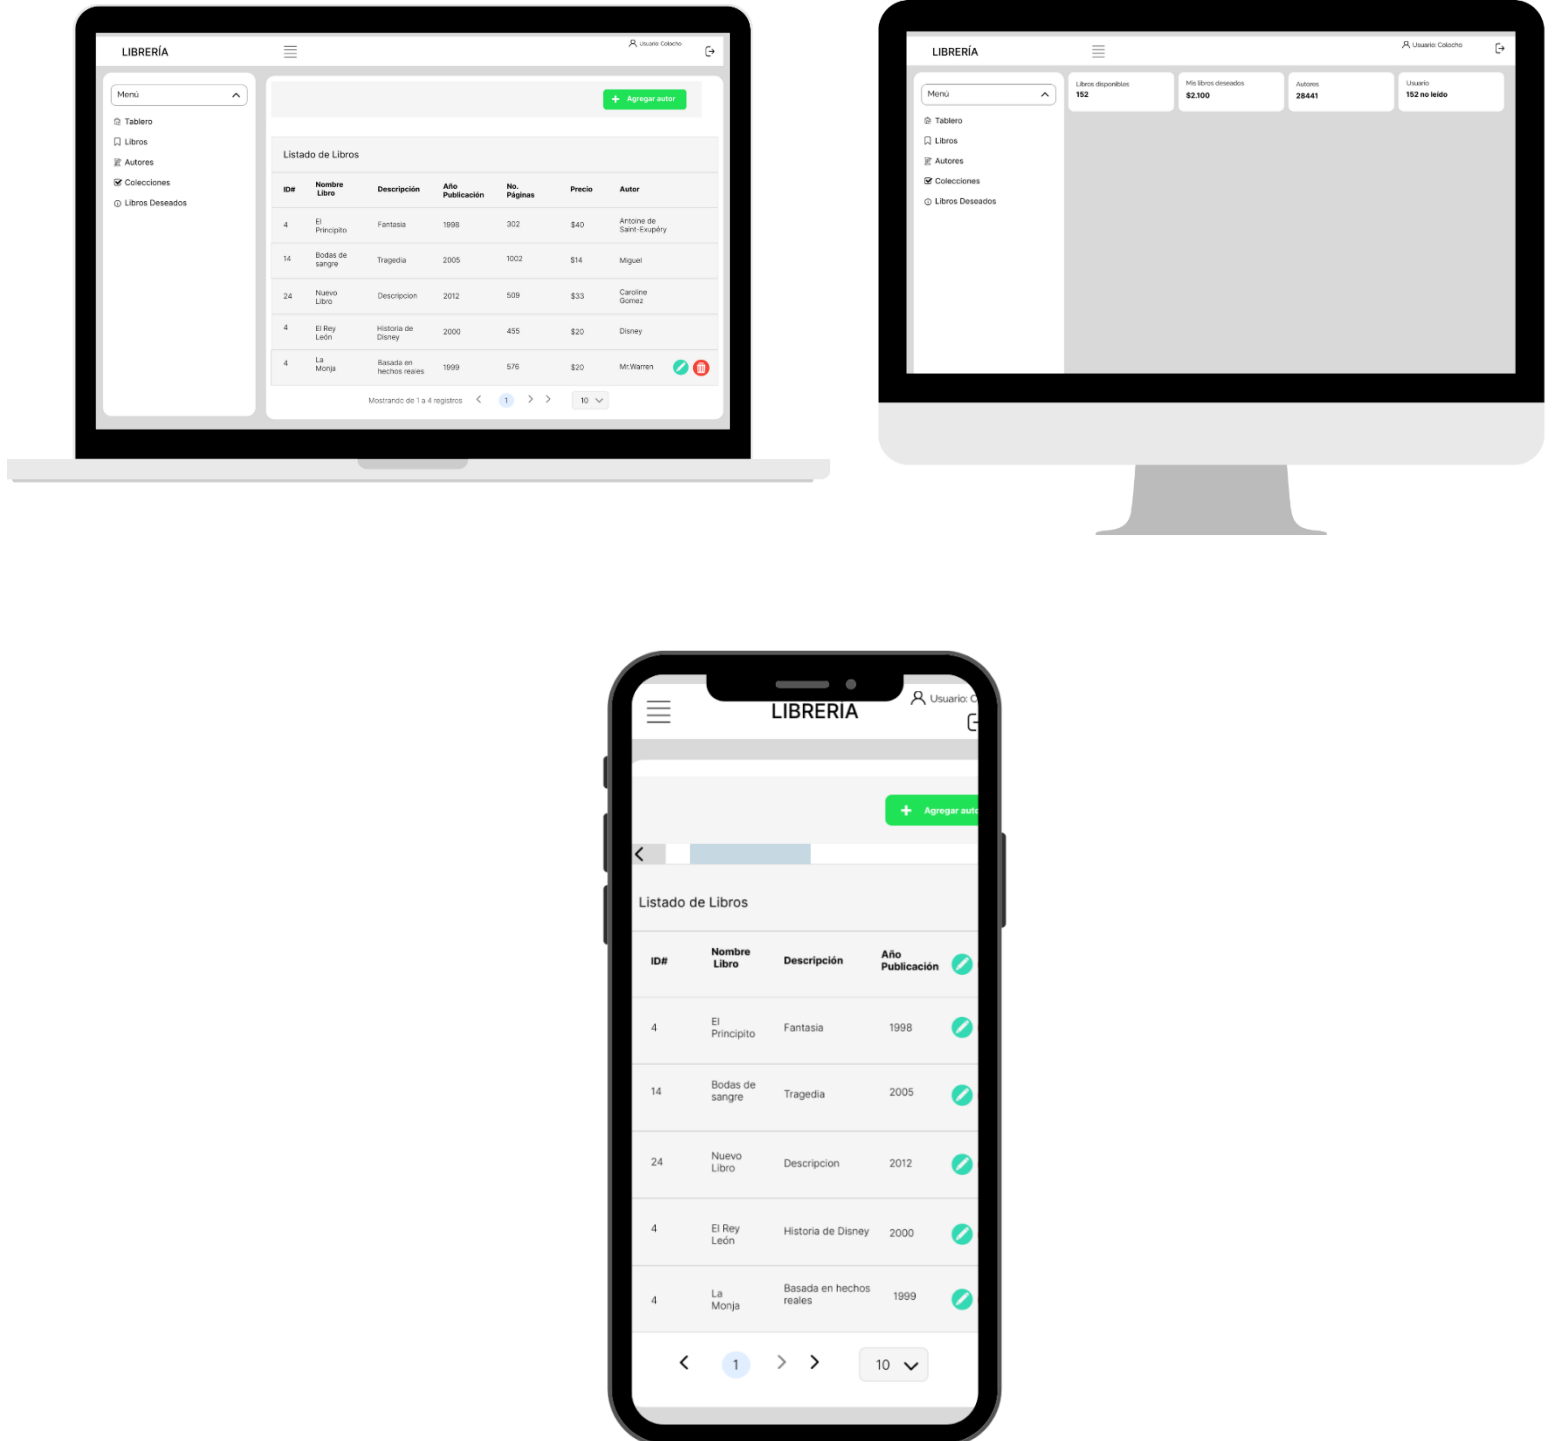 LIBRERÍA
Usuario: Colocho
Menú
Tablero
Libros
Autores
Colecciones
Libros Deseados
+ Agregar autor
Listado de Libros
ID# Nombre Libro Descripción Año Publicación No. Páginas Precio Autor
4 El Principito Fantasia 1998 302 $40 Antoine de Saint-Exupéry
14 Bodas de sangre Tragedia 2005 1002 $14 Miguel
24 Nuevo Libro Descripcion 2012 509 $33 Caroline Gomez
4 El Rey León Historia de Disney 2000 455 $20 Disney
4 La Monja Basada en hechos reales 1999 576 $20 Mr.Warren
Mostrando de 1 a 4 registros < 1 > > 10
LIBRERÍA
Usuario: Colocho
Menú
Tablero
Libros
Autores
Colecciones
Libros Deseados
Libros disponibles
152
Mis libros deseados
$2.100
Autores
28441
Usuario
152 no leído
LIBRERIA
Usuario: C
+ Agregar auto
Listado de Libros
ID# Nombre Libro Descripción Año Publicación
4 El Principito Fantasia 1998
14 Bodas de sangre Tragedia 2005
24 Nuevo Libro Descripcion 2012
4 El Rey León Historia de Disney 2000
4 La Monja Basada en hechos reales 1999
< 1 > > 10